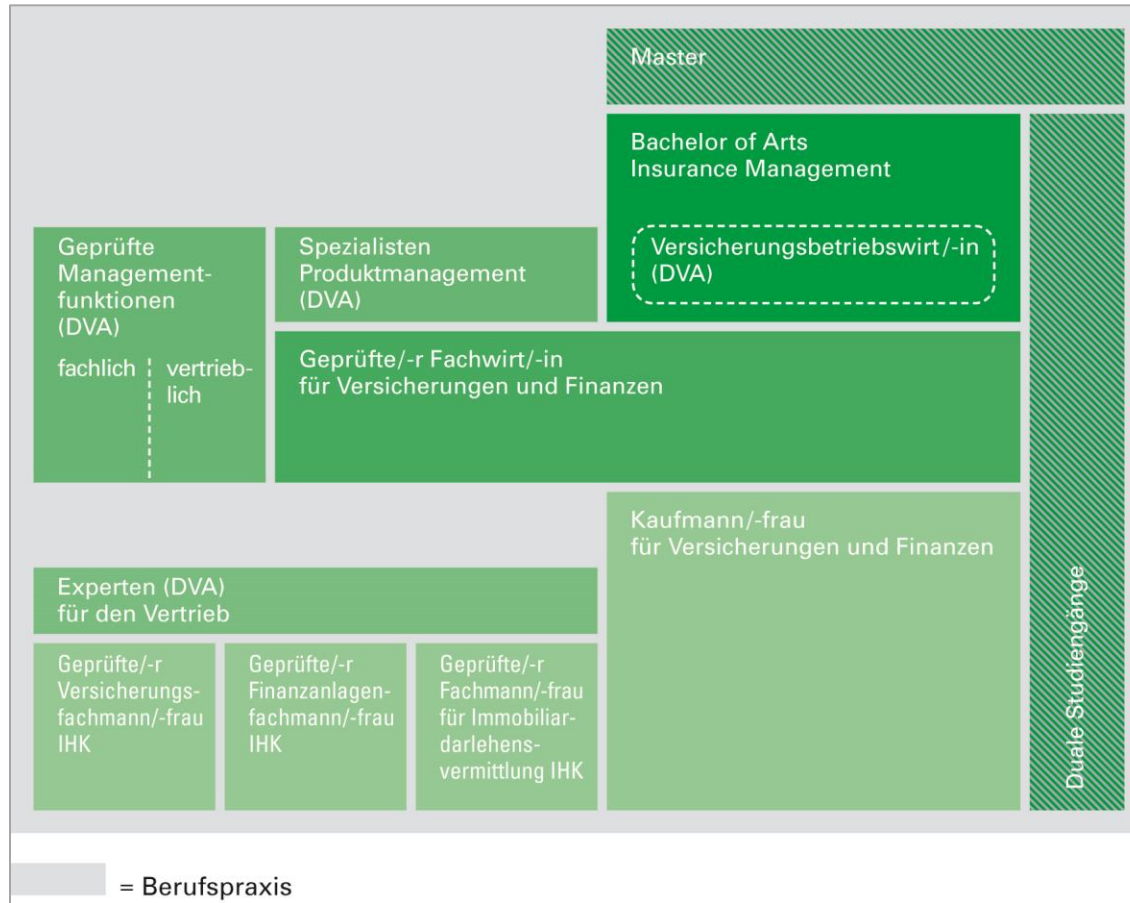 Master
Bachelor of Arts
Insurance Management
Versicherungsbetriebswirt/-in
(DVA)
Geprüfte
Management-
funktionen
(DVA)
fachlich
vertrieb-
lich
Spezialisten
Produktmanagement
(DVA)
Geprüfte/-r Fachwirt/-in
für Versicherungen und Finanzen
Kaufmann/-frau
für Versicherungen und Finanzen
Experten (DVA)
für den Vertrieb
Geprüfte/-r
Versicherungs-
fachmann/-frau
IHK
Geprüfte/-r
Finanzanlagen-
fachmann/-frau
IHK
Geprüfte/-r
Fachmann/-frau
für Immobiliar-
darlehens-
vermittlung IHK
Duale Studiengänge
= Berufspraxis